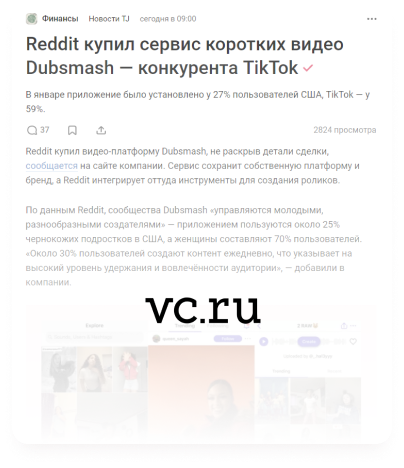 Финансы Новости TJ сегодня в 09:00
Reddit купил сервис коротких видео
Dubsmash — конкурента TikTok
В январе приложение было установлено у 27% пользователей США, TikTok — у
59%.
37 2824 просмотра
Reddit купил видео-платформу Dubsmash, не раскрыв детали сделки,
сообщается на сайте компании. Сервис сохранит собственную платформу и
бренд, а Reddit интегрирует оттуда инструменты для создания роликов.
По данным Reddit, сообщества Dubsmash «управляются молодыми,
разнообразными создателями» — приложением пользуются около 25%
чернокожих подростков в США, а женщины составляют 70% пользователей.
«Около 30% пользователей создают контент ежедневно, что указывает на
высокий уровень удержания и вовлечённости аудитории», — добавили в
компании.
vc.ru
Explore
Trending